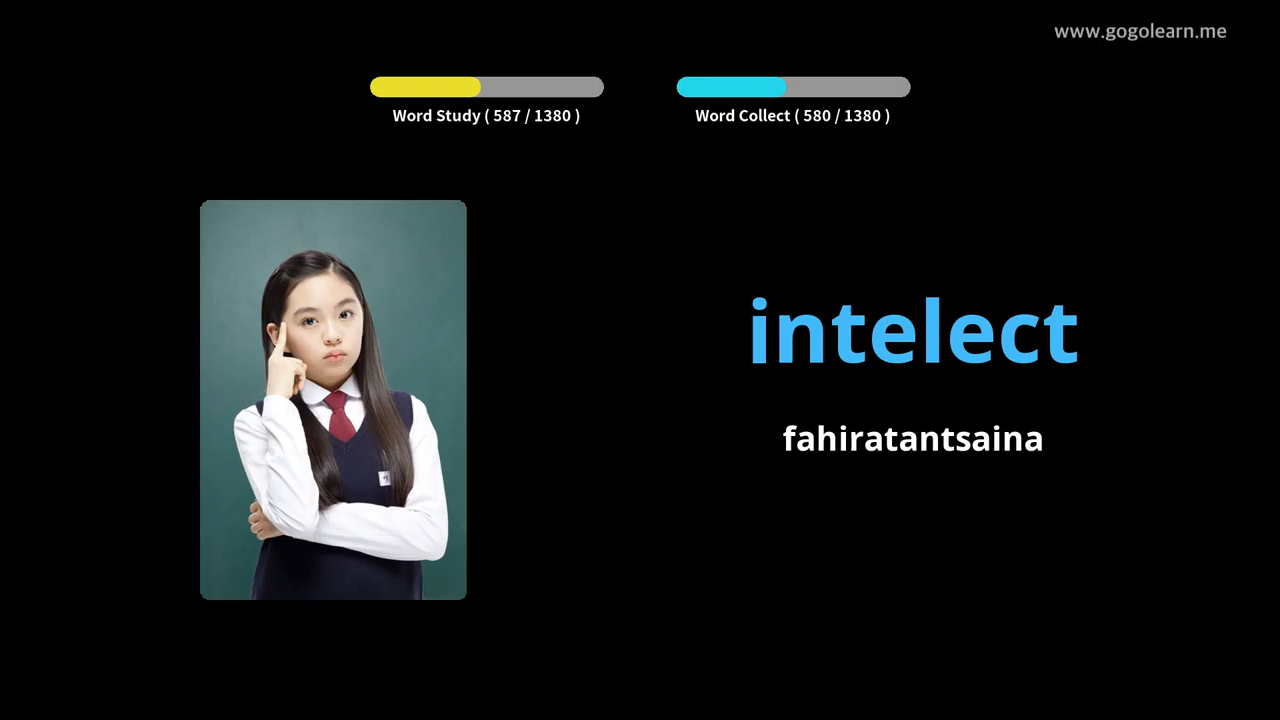 www.gogolearn.me
Word Study ( 587 / 1380 )
Word Collect ( 580 / 1380 )
intelect
fahiratantsaina